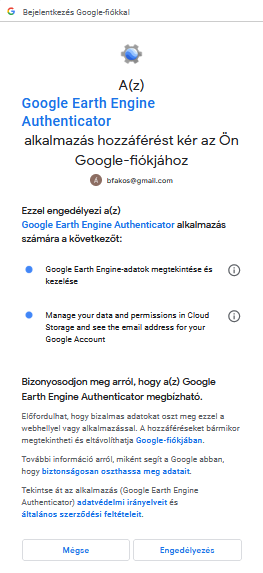 Bejelentkezés Google-fiókkal
A(z)
Google Earth Engine
Authenticator
alkalmazás hozzáférést kér az Ön
Google-fiókjához
A bfakos@gmail.com
Ezzel engedélyezi a(z)
Google Earth Engine Authenticator alkalmazás
számára a következőt:
Google Earth Engine-adatok megtekintése és
kezelése
Manage your data and permissions in Cloud
Storage and see the email address for your
Google Account
Bizonyosodjon meg arról, hogy a(z) Google
Earth Engine Authenticator megbízható.
Előfordulhat, hogy bizalmas adatokat oszt meg ezzel a
webhellyel vagy alkalmazással. A hozzáféréseket bármikor
megtekintheti és eltávolíthatja Google-fiókjában.
További információ arról, miként segít a Google abban,
hogy biztonságosan oszthassa meg adatait.
Tekintse át az alkalmazás (Google Earth Engine
Authenticator) adatvédelmi irányelveit és
általános szerződési feltételeit.
Mégse
Engedélyezés